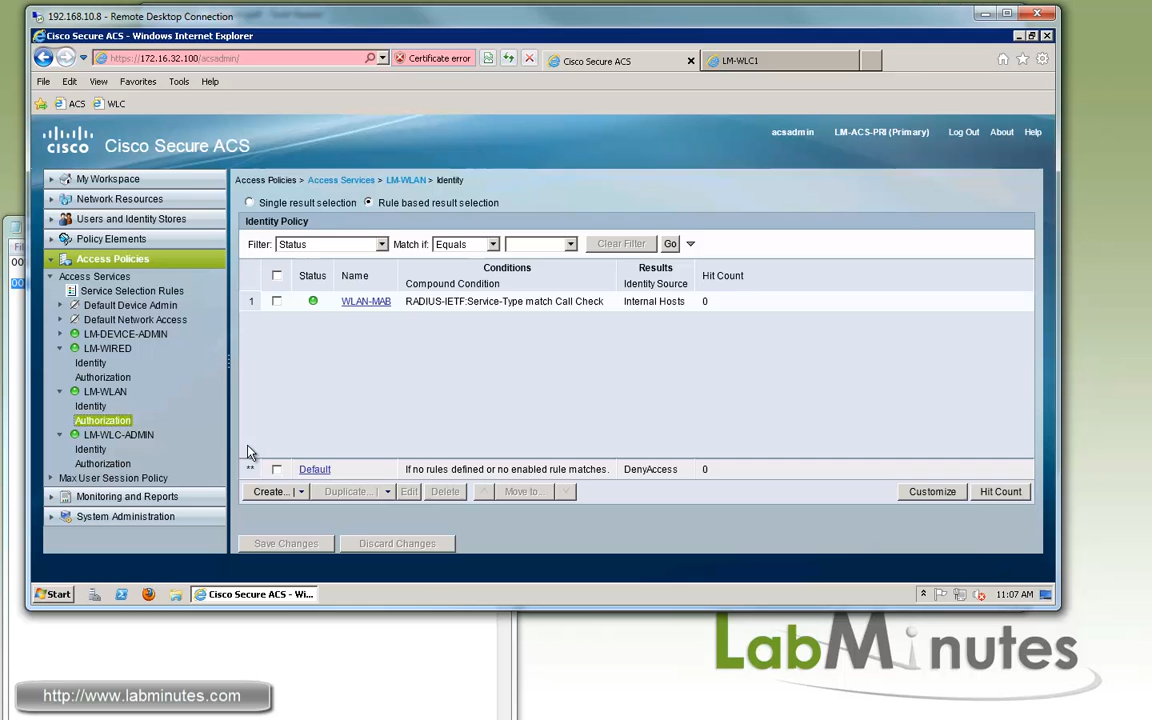 192.168.10.8 - Remote Desktop Connection
Cisco Secure ACS - Windows Internet Explorer
https://172.16.32.100/acsadmin/
Certificate error
Cisco Secure ACS
LM-WLC1
File Edit View Favorites Tools Help
ACS WLC
CISCO Cisco Secure ACS
acsadmin LM-ACS-PRI (Primary) Log Out About Help
My Workspace
Network Resources
Users and Identity Stores
Policy Elements
Access Policies
Access Services
Service Selection Rules
Default Device Admin
Default Network Access
LM-DEVICE-ADMIN
LM-WIRED
Identity
Authorization
LM-WLAN
Identity
Authorization
LM-WLC-ADMIN
Identity
Authorization
Max User Session Policy
Monitoring and Reports
System Administration
Access Policies > Access Services > LM-WLAN > Identity
Single result selection Rule based result selection
Identity Policy
Filter: Status Match if: Equals Clear Filter Go
Status Name Conditions Results Hit Count
Compound Condition Identity Source
1 WLAN-MAB RADIUS-IETF:Service-Type match Call Check Internal Hosts 0
** Default If no rules defined or no enabled rule matches. DenyAccess 0
Create... | Duplicate... | Edit Delete Move to... Customize Hit Count
Save Changes Discard Changes
Start Cisco Secure ACS - Wi... 11:07 AM
LabMinutes
http://www.labminutes.com